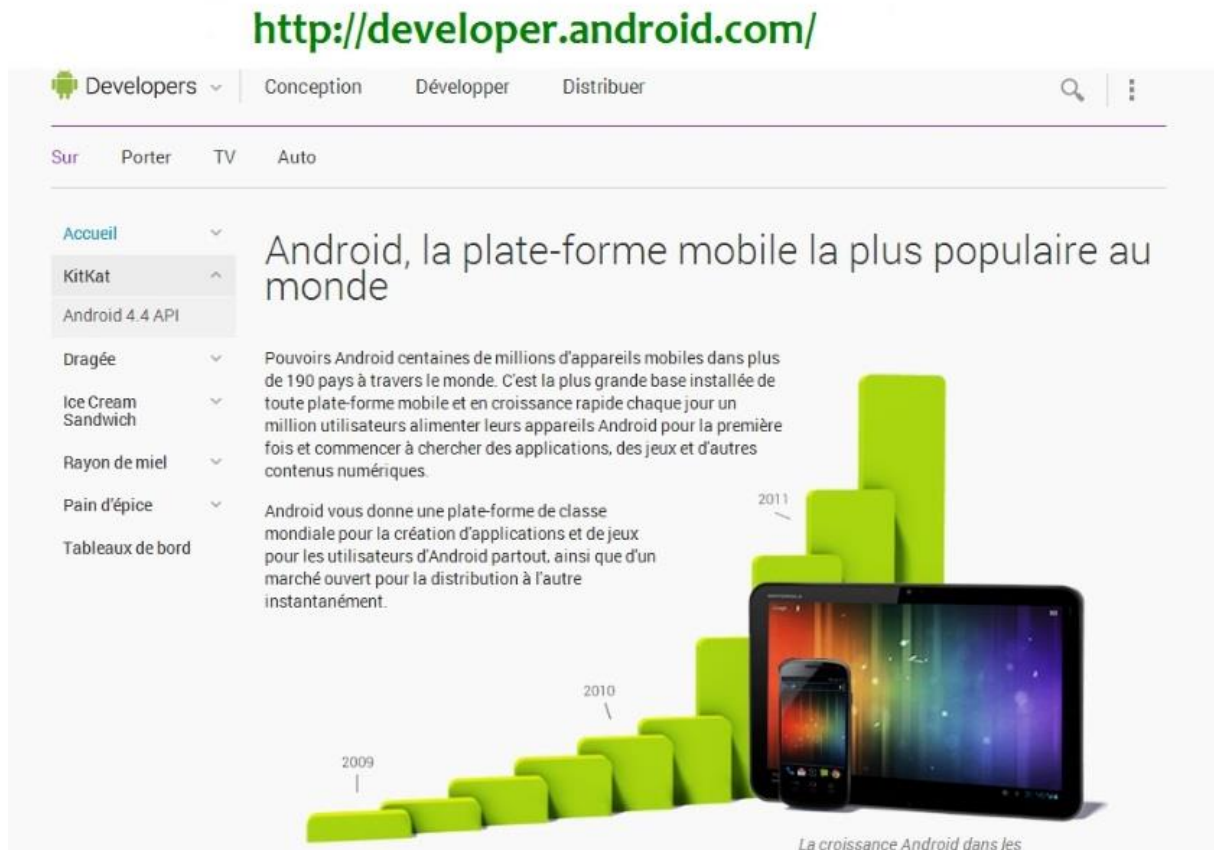 http://developer.android.com/
Developers Conception Développer Distribuer
Sur Porter TV Auto
Accueil
KitKat
Android 4.4 API
Dragée
Ice Cream
Sandwich
Rayon de miel
Pain d'épice
Tableaux de bord
Android, la plate-forme mobile la plus populaire au
monde
Pouvoirs Android centaines de millions d'appareils mobiles dans plus
de 190 pays à travers le monde. C'est la plus grande base installée de
toute plate-forme mobile et en croissance rapide chaque jour un
million utilisateurs alimenter leurs appareils Android pour la première
fois et commencer à chercher des applications, des jeux et d'autres
contenus numériques.
Android vous donne une plate-forme de classe
mondiale pour la création d'applications et de jeux
pour les utilisateurs d'Android partout, ainsi que d'un
marché ouvert pour la distribution à l'autre
instantanément.
2011
2010
2009
La croissance Android dans les